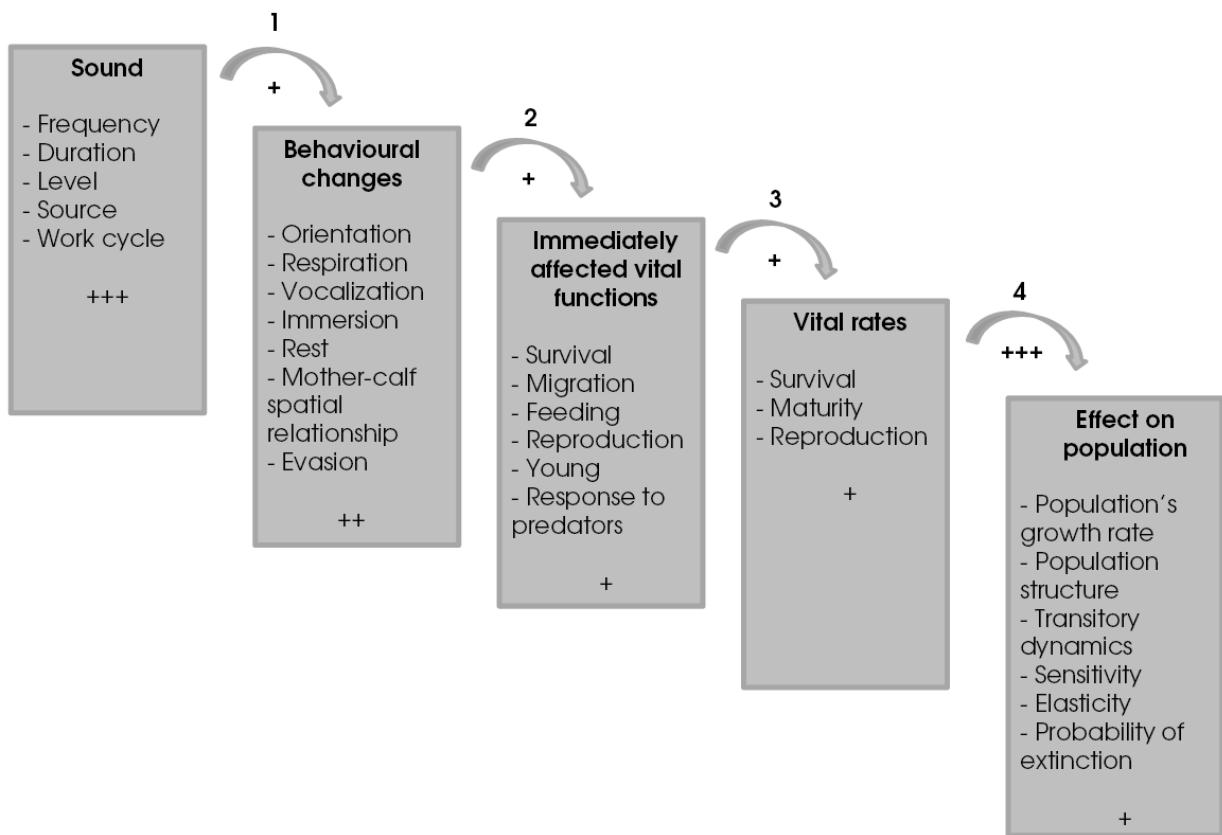 1
+
Sound
- Frequency
- Duration
- Level
- Source
- Work cycle
+++
2
+
Behavioural
changes
- Orientation
- Respiration
- Vocalization
- Immersion
- Rest
- Mother-calf
spatial
relationship
- Evasion
++
3
+
Immediately
affected vital
functions
- Survival
- Migration
- Feeding
- Reproduction
- Young
- Response to
predators
+
4
+++
Vital rates
- Survival
- Maturity
- Reproduction
+
Effect on
population
- Population’s
growth rate
- Population
structure
- Transitory
dynamics
- Sensitivity
- Elasticity
- Probability of
extinction
+